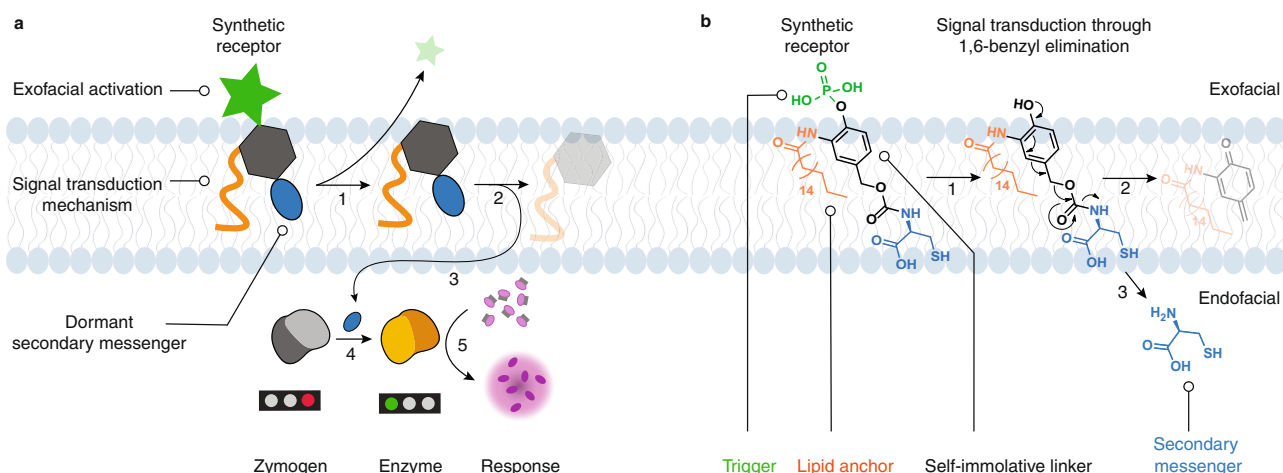 a
Synthetic
receptor
Exofacial activation
Signal transduction
mechanism
1
2
3
Dormant
secondary messenger
4
5
Zymogen
Enzyme
Response
b
Synthetic
receptor
Signal transduction through
1,6-benzyl elimination
Exofacial
O
HO
P
OH
O
HN
O
14
O
O
HN
O
OH
SH
1
HO
HN
O
14
O
O
NH
O
OH
SH
2
O
HN
O
14
3
Endofacial
H2N
O
HO
SH
Trigger
Lipid anchor
Self-immolative linker
Secondary
messenger